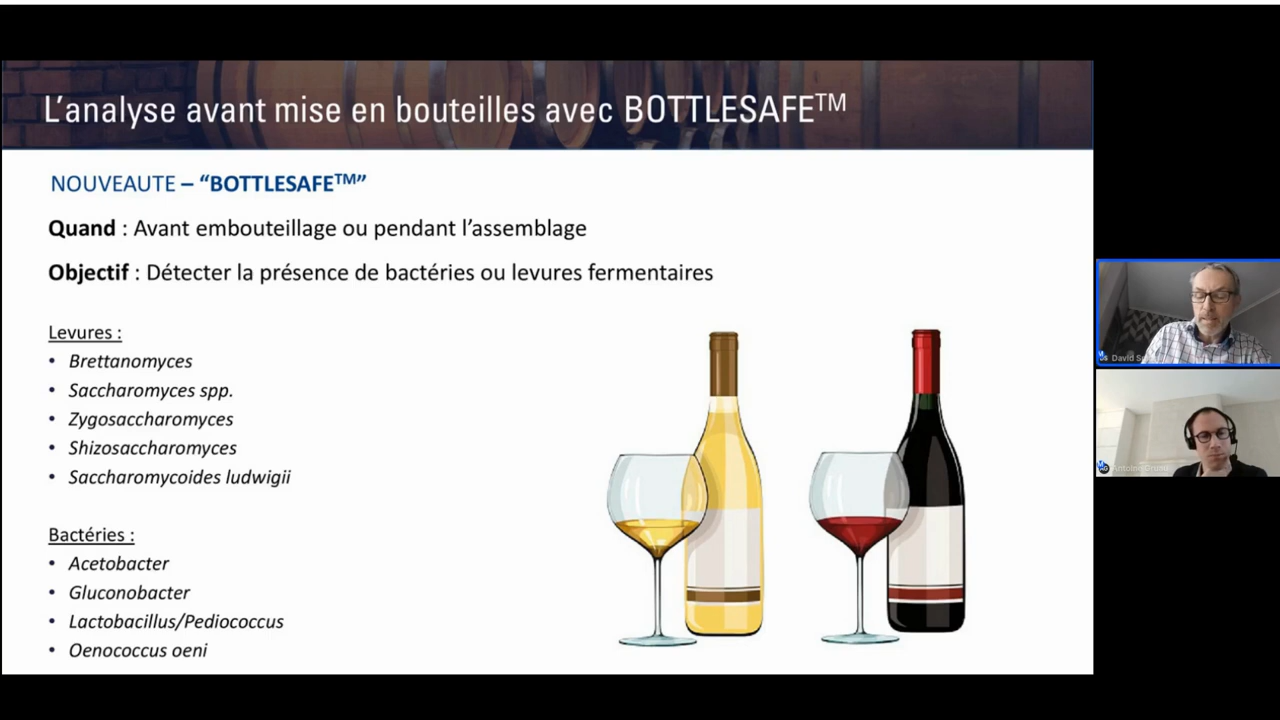 L'analyse avant mise en bouteilles avec BOTTLESAFE™
NOUVEAUTE – “BOTTLESAFE™”
Quand : Avant embouteillage ou pendant l'assemblage
Objectif : Détecter la présence de bactéries ou levures fermentaires
Levures :
• Brettanomyces
• Saccharomyces spp.
• Zygosaccharomyces
• Shizosaccharomyces
• Saccharomycoides ludwigii
Bactéries :
• Acetobacter
• Gluconobacter
• Lactobacillus/Pediococcus
• Oenococcus oeni
David
Antoine